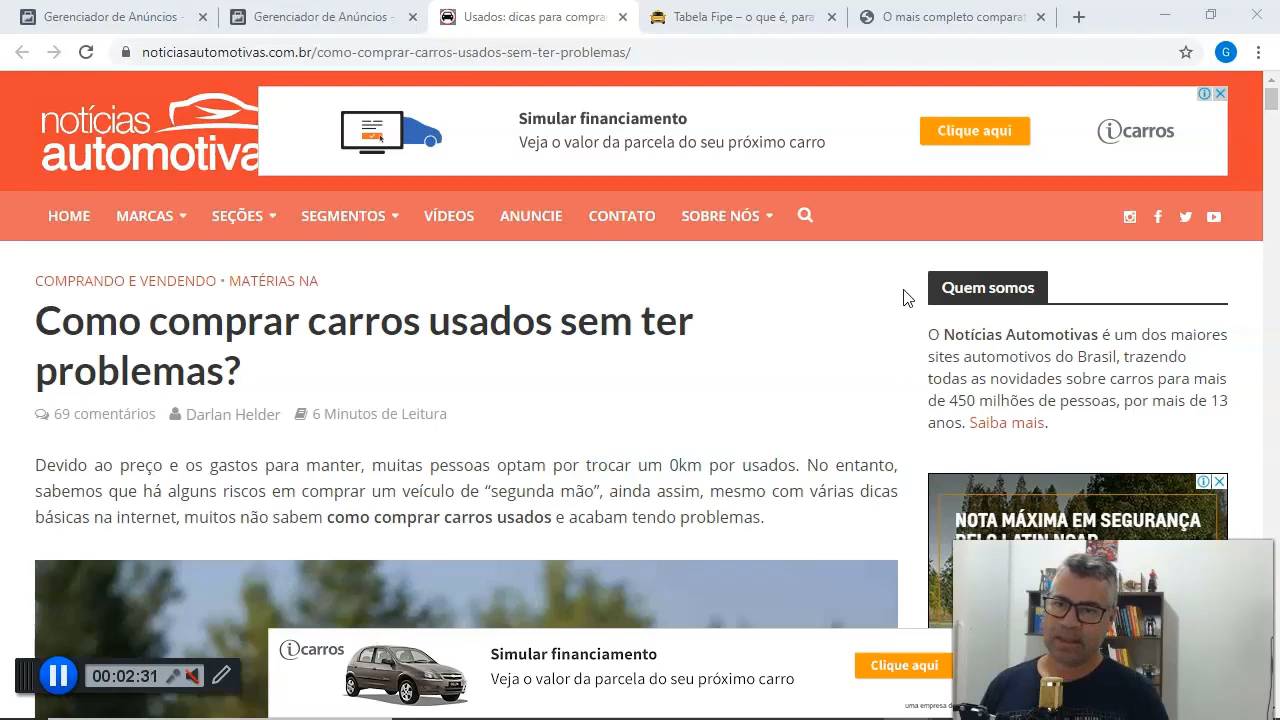 Gerenciador de Anúncios -
Gerenciador de Anúncios -
Usados: dicas para compra
Tabela Fipe – o que é, para
O mais completo comparat
noticiasautomotivas.com.br/como-comprar-carros-usados-sem-ter-problemas/
G
notícias
automotiva
Simular financiamento
Veja o valor da parcela do seu próximo carro
Clique aqui
icarros
HOME
MARCAS
SEÇÕES
SEGMENTOS
VÍDEOS
ANUNCIE
CONTATO
SOBRE NÓS
COMPRANDO E VENDENDO • MATÉRIAS NA
Como comprar carros usados sem ter
problemas?
69 comentários
Darlan Helder
6 Minutos de Leitura
Devido ao preço e os gastos para manter, muitas pessoas optam por trocar um 0km por usados. No entanto,
sabemos que há alguns riscos em comprar um veículo de “segunda mão”, ainda assim, mesmo com várias dicas
básicas na internet, muitos não sabem como comprar carros usados e acabam tendo problemas.
Quem somos
O Notícias Automotivas é um dos maiores
sites automotivos do Brasil, trazendo
todas as novidades sobre carros para mais
de 450 milhões de pessoas, por mais de 13
anos. Saiba mais.
NOTA MÁXIMA EM SEGURANÇA
PELO LATIN NCAP
icarros
Simular financiamento
Veja o valor da parcela do seu próximo carro
Clique aqui
uma empresa d
00:02:31